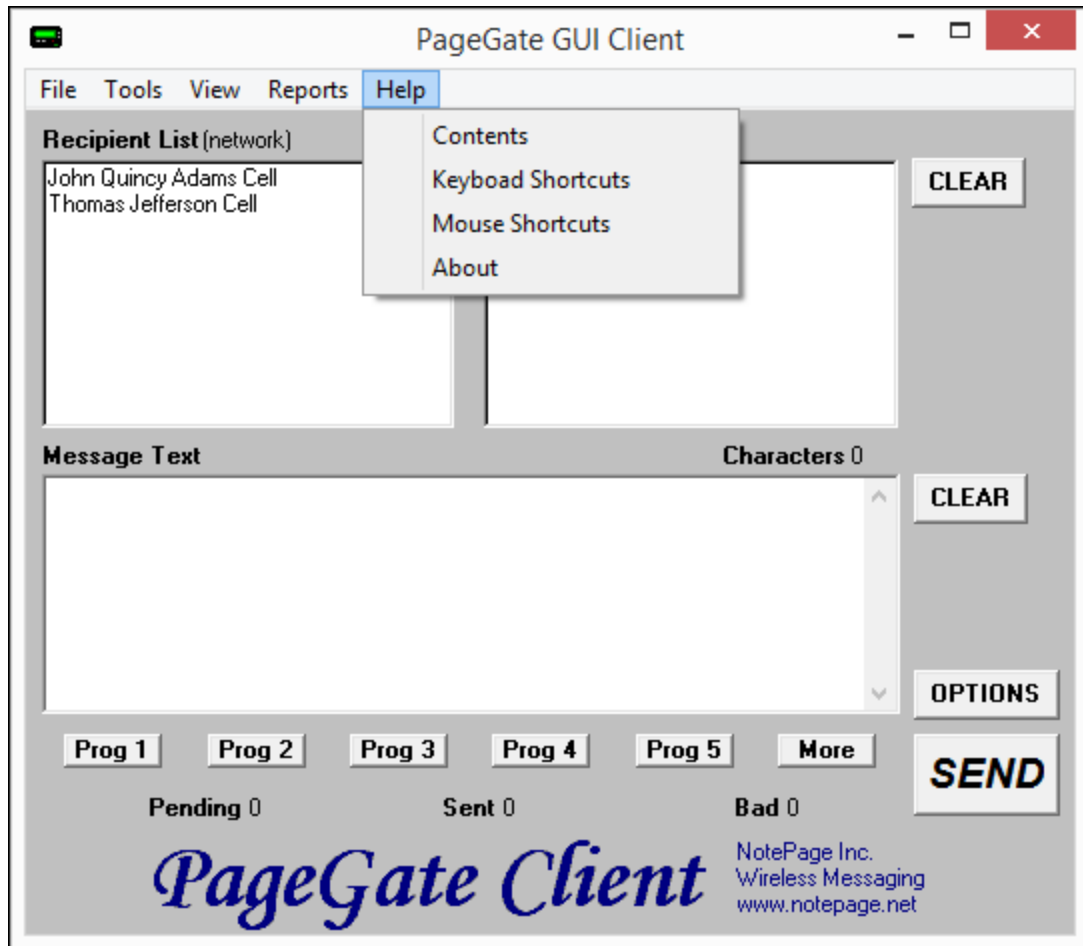 PageGate GUI Client
File Tools View Reports Help
Contents
Keyboad Shortcuts
Mouse Shortcuts
About
Recipient List (network)
John Quincy Adams Cell
Thomas Jefferson Cell
CLEAR
Message Text Characters 0
CLEAR
OPTIONS
Prog 1 Prog 2 Prog 3 Prog 4 Prog 5 More
SEND
Pending 0 Sent 0 Bad 0
PageGate Client
NotePage Inc.
Wireless Messaging
www.notepage.net